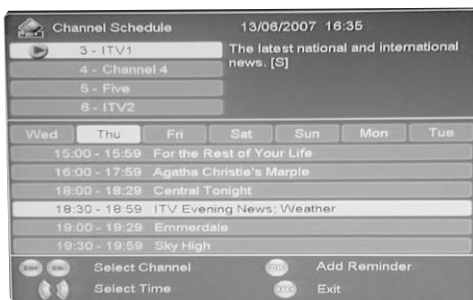 Channel Schedule
13/06/2007 16:35
3 - ITV1
4 - Channel 4
5 - Five
6 - ITV2
The latest national and international
news. [S]
Wed Thu Fri Sat Sun Mon Tue
15:00 - 15:59 For the Rest of Your Life
16:00 - 17:59 Agatha Christie's Marple
18:00 - 18:29 Central Tonight
18:30 - 18:59 ITV Evening News; Weather
19:00 - 19:29 Emmerdale
19:30 - 19:59 Sky High
CH+ CH- Select Channel
OK Add Reminder
Select Time
Exit